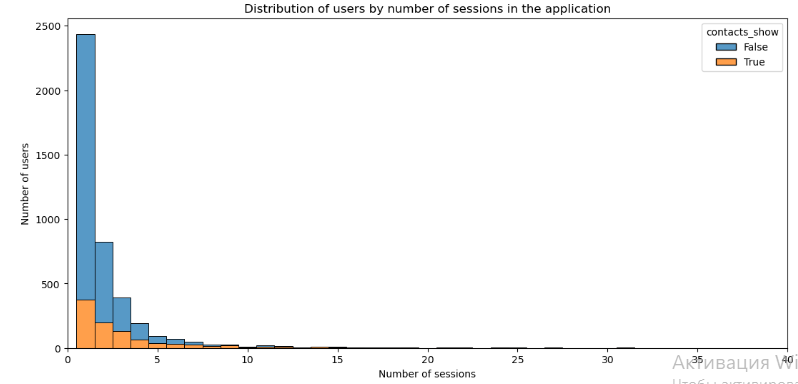 Distribution of users by number of sessions in the application
contacts_show
False
True
Number of users
2500
2000
1500
1000
500
0
0 5 10 15 20 25 30 35 40
Number of sessions
Активация Wi